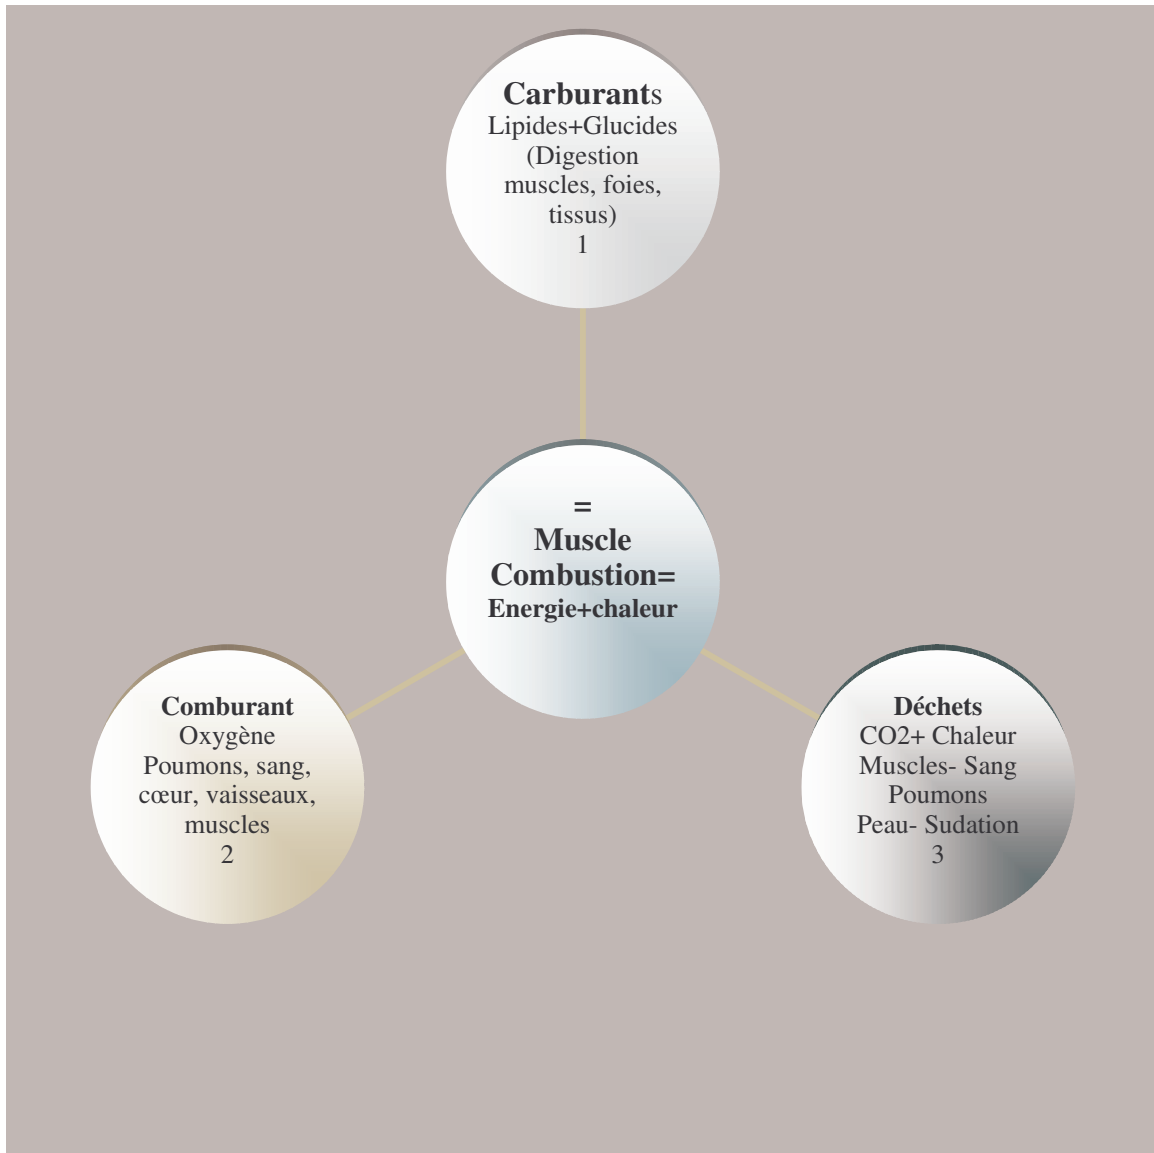 Carburants
Lipides+Glucides
(Digestion
muscles, foies,
tissus)
1
=
Muscle
Combustion=
Energie+chaleur
Comburant
Oxygène
Poumons, sang,
cœur, vaisseaux,
muscles
2
Déchets
CO2+ Chaleur
Muscles- Sang
Poumons
Peau- Sudation
3